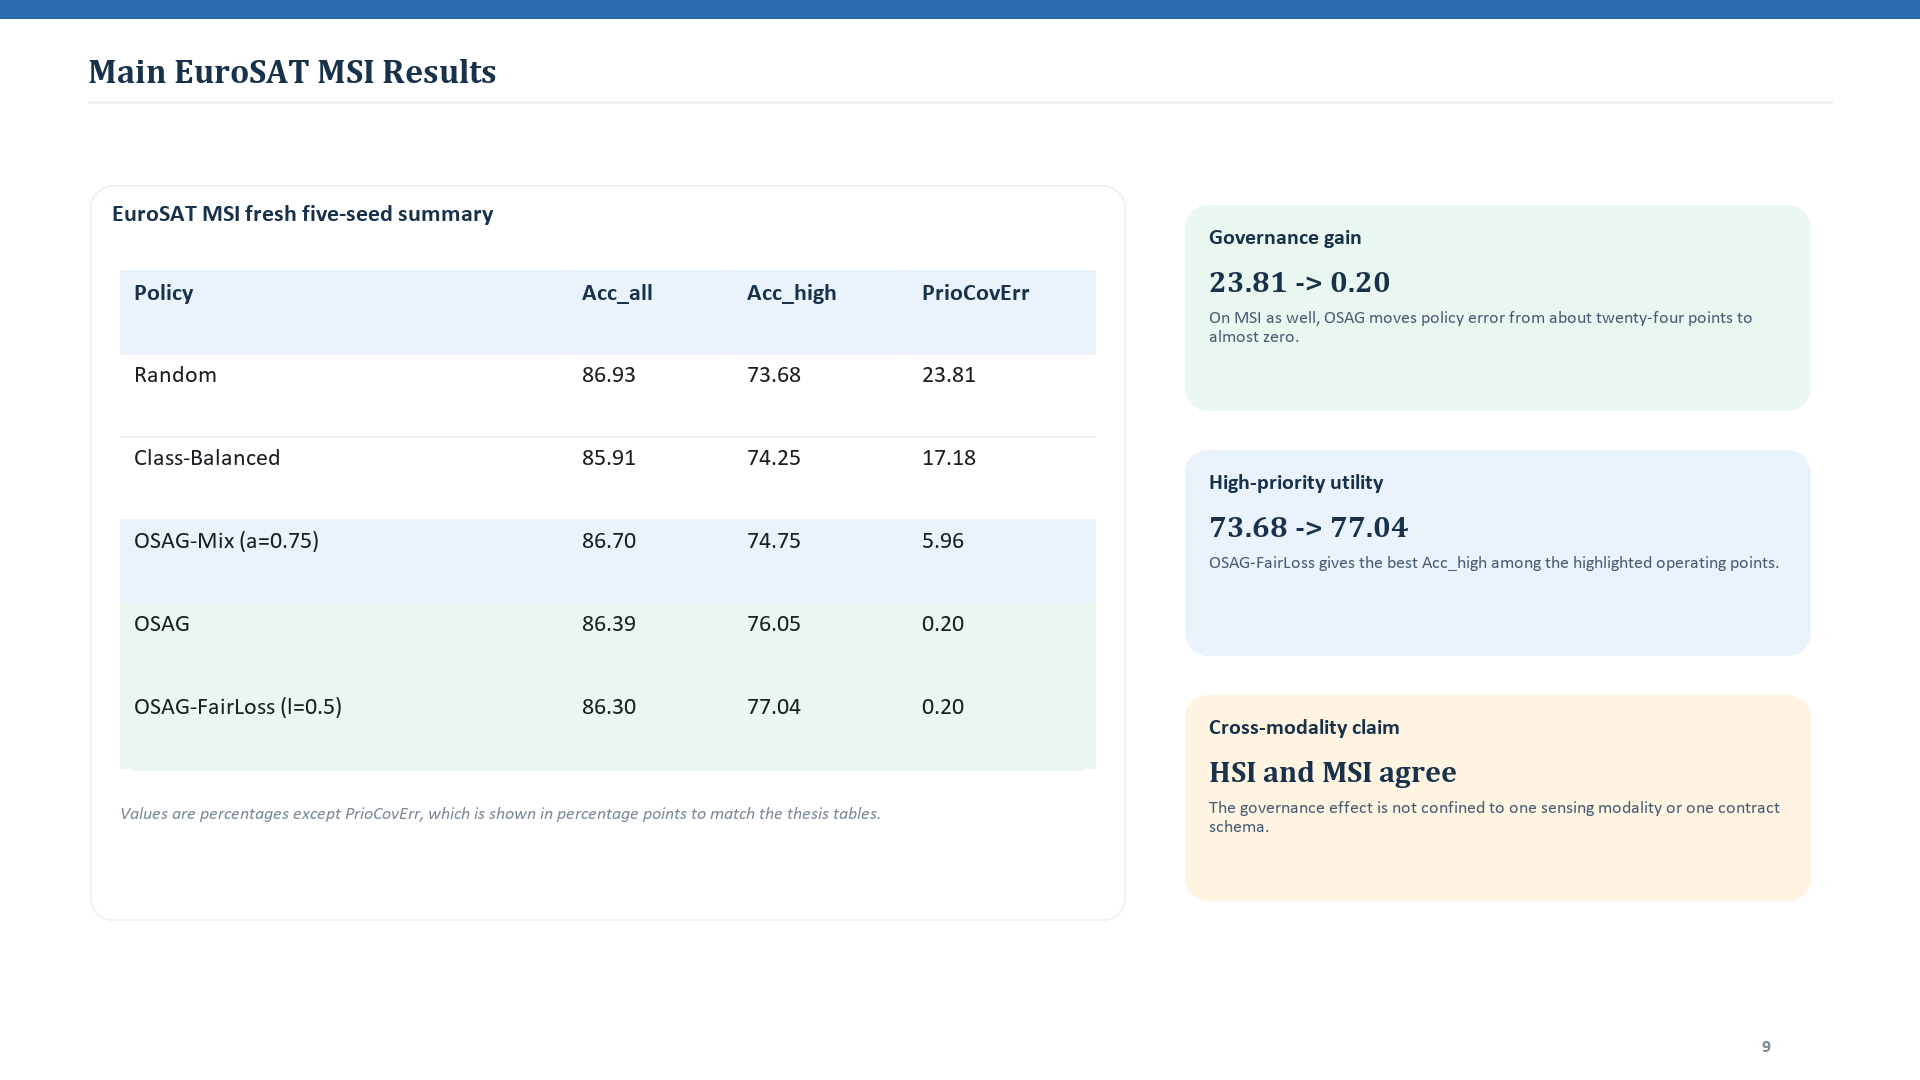 Main EuroSAT MSI Results
EuroSAT MSI fresh five-seed summary
Policy Acc_all Acc_high PrioCovErr
Random 86.93 73.68 23.81
Class-Balanced 85.91 74.25 17.18
OSAG-Mix (a=0.75) 86.70 74.75 5.96
OSAG 86.39 76.05 0.20
OSAG-FairLoss (l=0.5) 86.30 77.04 0.20
Values are percentages except PrioCovErr, which is shown in percentage points to match the thesis tables.
Governance gain
23.81 -> 0.20
On MSI as well, OSAG moves policy error from about twenty-four points to
almost zero.
High-priority utility
73.68 -> 77.04
OSAG-FairLoss gives the best Acc_high among the highlighted operating points.
Cross-modality claim
HSI and MSI agree
The governance effect is not confined to one sensing modality or one contract
schema.
9